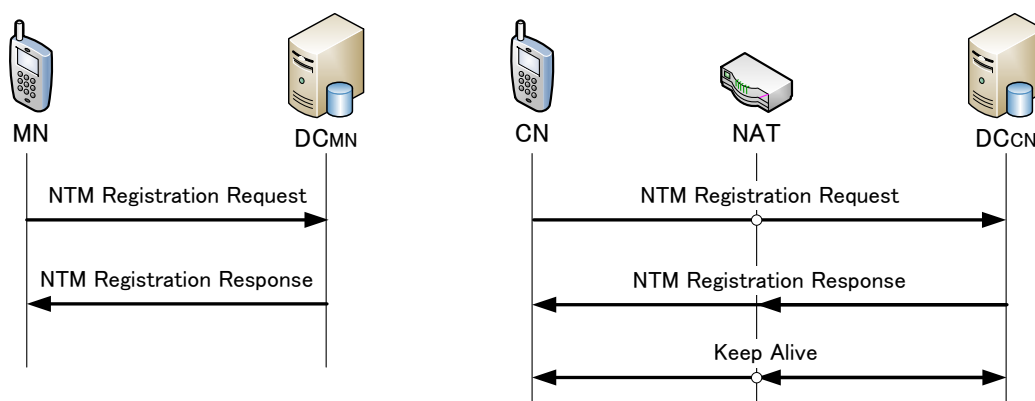 MN
DCMN
CN
NAT
DCCN
NTM Registration Request
NTM Registration Request
NTM Registration Response
NTM Registration Response
Keep Alive